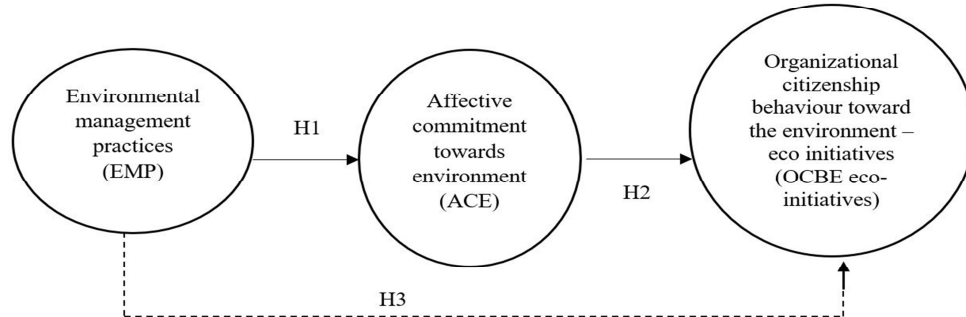 Environmental
management
practices
(EMP)
H1
Affective
commitment
towards
environment
(ACE)
H2
Organizational
citizenship
behaviour toward
the environment –
eco initiatives
(OCBE eco-
initiatives)
H3